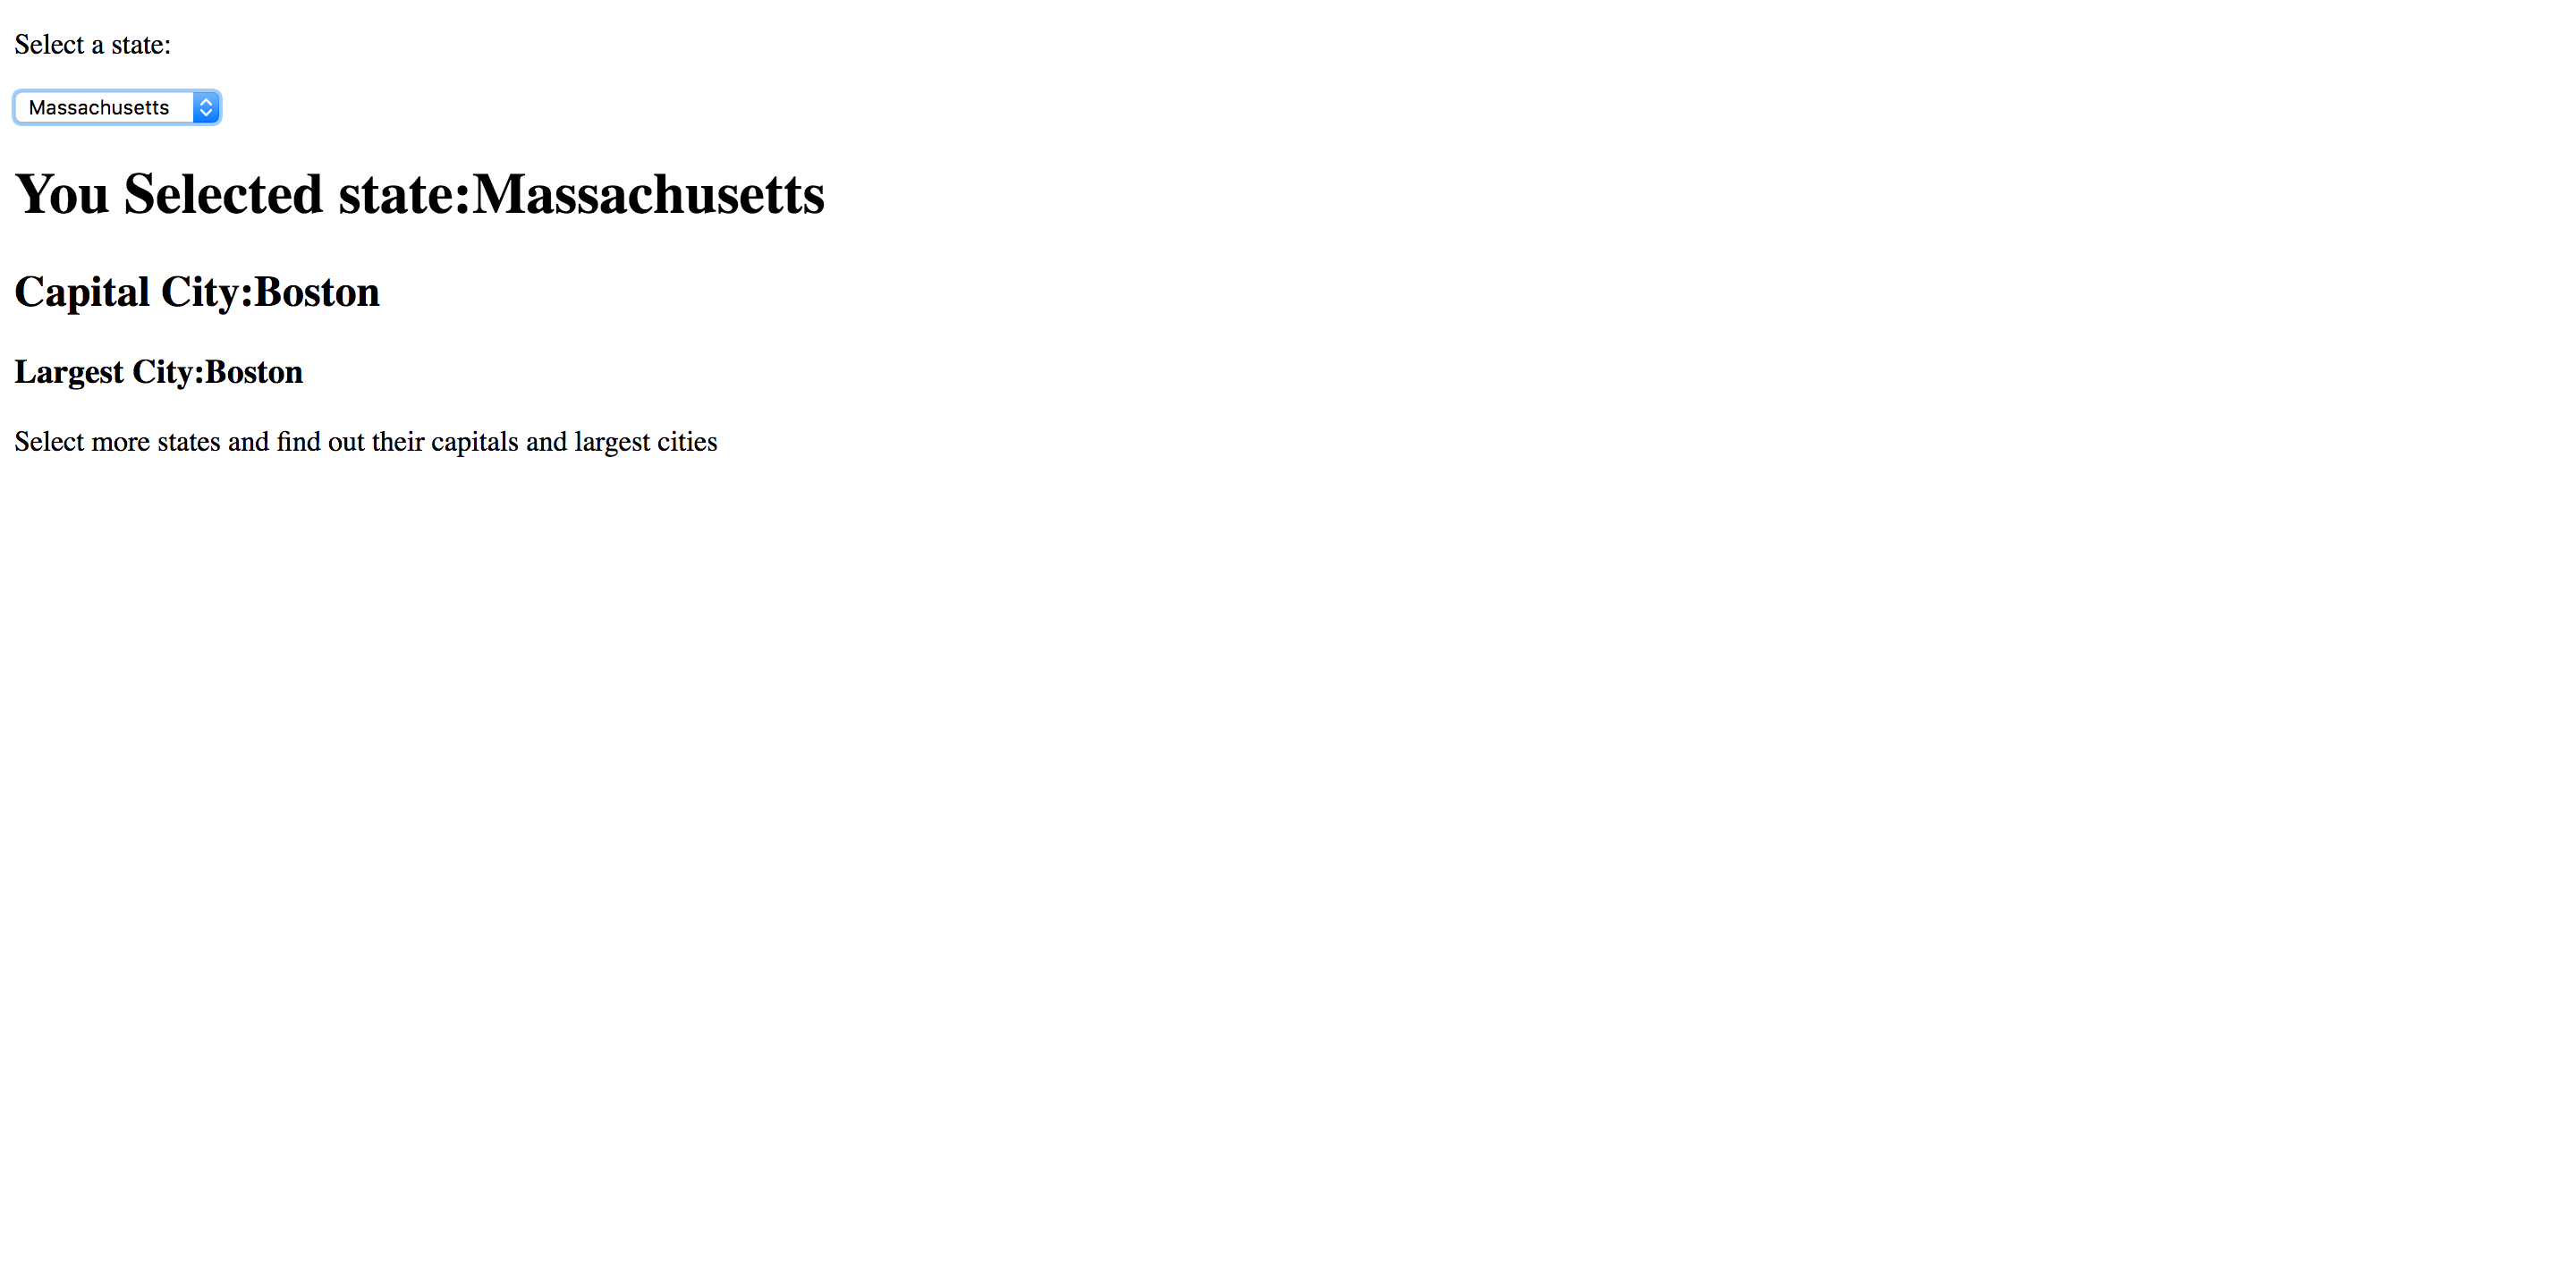 Select a state:
Massachusetts
You Selected state:Massachusetts
Capital City:Boston
Largest City:Boston
Select more states and find out their capitals and largest cities